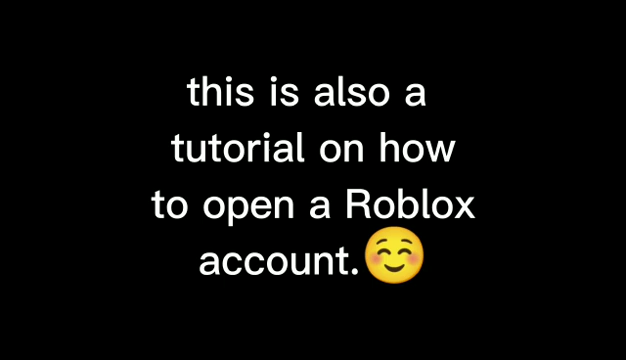 this is also a
tutorial on how
to open a Roblox
account.☺️